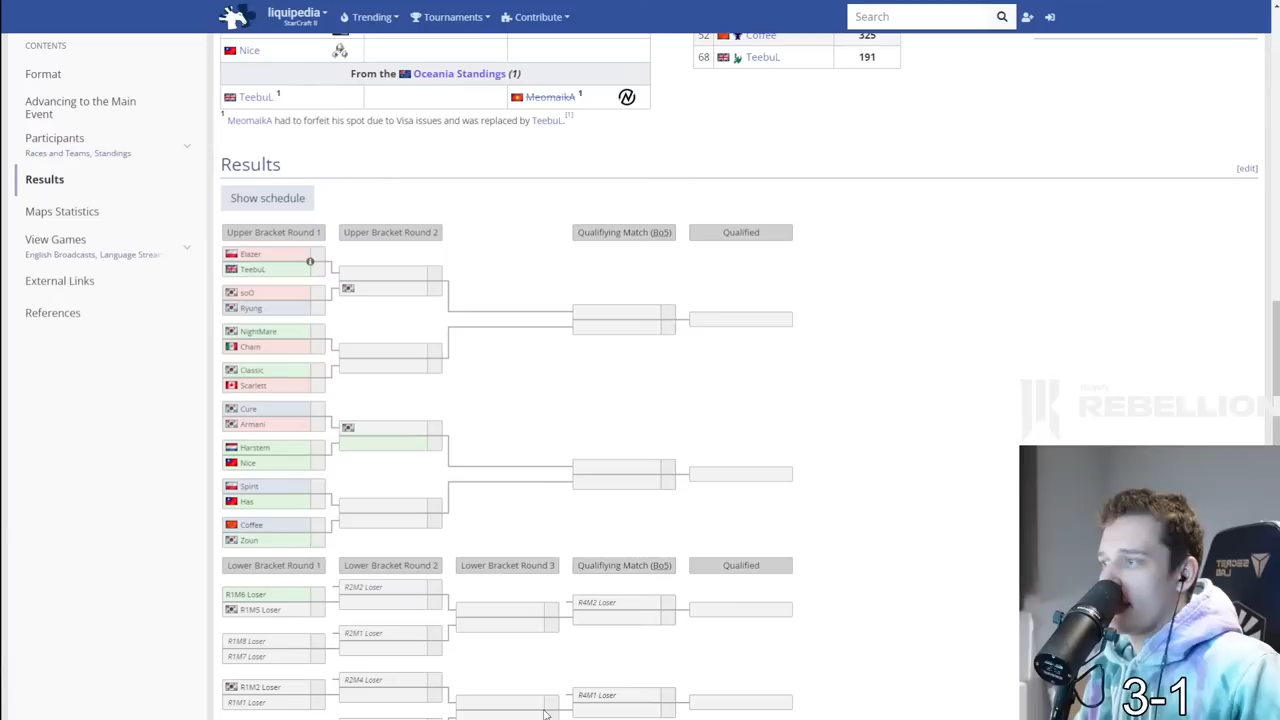 liquipedia
StarCraft II
Trending
Tournaments
Contribute
Search
CONTENTS
Format
Advancing to the Main
Event
Participants
Races and Teams, Standings
Results
Maps Statistics
View Games
English Broadcasts, Language Strea
External Links
References
Nice
From the Oceania Standings (1)
TeebuL 1
MeomaikA 1
1 MeomaikA had to forfeit his spot due to Visa issues and was replaced by TeebuL.[1]
52 Coffee 325
68 TeebuL 191
Results
[edit]
Show schedule
Upper Bracket Round 1
Upper Bracket Round 2
Qualifiying Match (Bo5)
Qualified
Elazer
TeebuL
soO
Ryung
NightMare
Cham
Classic
Scarlett
Cure
Armani
Harstem
Nice
Spirit
Has
Coffee
Zoun
Lower Bracket Round 1
Lower Bracket Round 2
Lower Bracket Round 3
Qualifiying Match (Bo5)
Qualified
R1M6 Loser
R1M5 Loser
R1M8 Loser
R1M7 Loser
R1M2 Loser
R1M1 Loser
R2M2 Loser
R2M1 Loser
R2M4 Loser
R4M2 Loser
R4M1 Loser
REBELLION
3-1